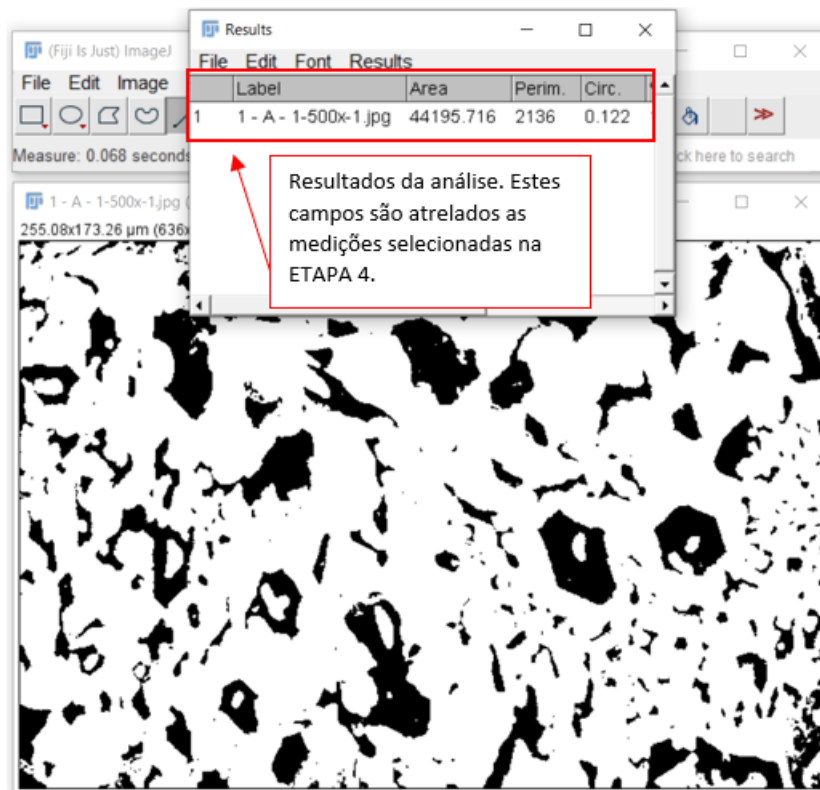 Results
(Fiji Is Just) ImageJ
File Edit Font Results
File Edit Image
Label Area Perim. Circ.
1 1 - A - 1-500x-1.jpg 44195.716 2136 0.122
Measure: 0.068 seconds
ck here to search
Resultados da análise. Estes
campos são atrelados as
medições selecionadas na
ETAPA 4.
1 - A - 1-500x-1.jpg (
255.08x173.26 µm (636x